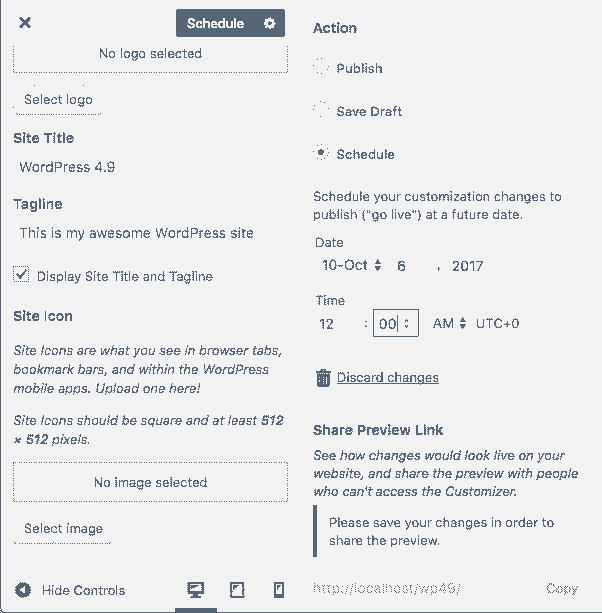 Schedule
No logo selected
Select logo
Site Title
WordPress 4.9
Tagline
This is my awesome WordPress site
Display Site Title and Tagline
Site Icon
Site Icons are what you see in browser tabs,
bookmark bars, and within the WordPress
mobile apps. Upload one here!
Site Icons should be square and at least 512
× 512 pixels.
No image selected
Select image
Hide Controls
Action
Publish
Save Draft
Schedule
Schedule your customization changes to
publish ("go live") at a future date.
Date
10-Oct 6 , 2017
Time
12 : 00 AM UTC+0
Discard changes
Share Preview Link
See how changes would look live on your
website, and share the preview with people
who can't access the Customizer.
Please save your changes in order to
share the preview.
http://localhost/wp49/ Copy